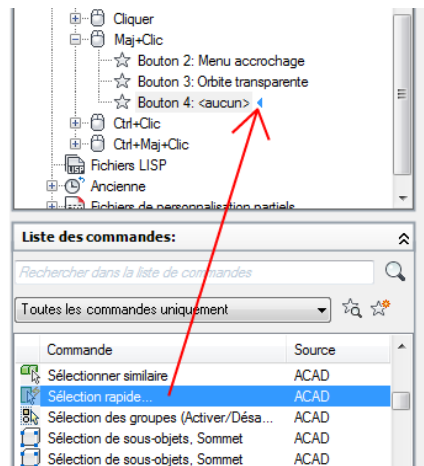 Cliquer
Maj+Clic
Bouton 2: Menu accrochage
Bouton 3: Orbite transparente
Bouton 4: <aucun>
Ctrl+Clic
Ctrl+Maj+Clic
Fichiers LISP
Ancienne
Fichiers de personnalisation partiels
Liste des commandes:
Rechercher dans la liste de commandes
Toutes les commandes uniquement
Commande Source
Sélectionner similaire ACAD
Sélection rapide... ACAD
Sélection des groupes (Activer/Désa... ACAD
Sélection de sous-objets, Sommet ACAD
Sélection de sous-objets, Sommet ACAD